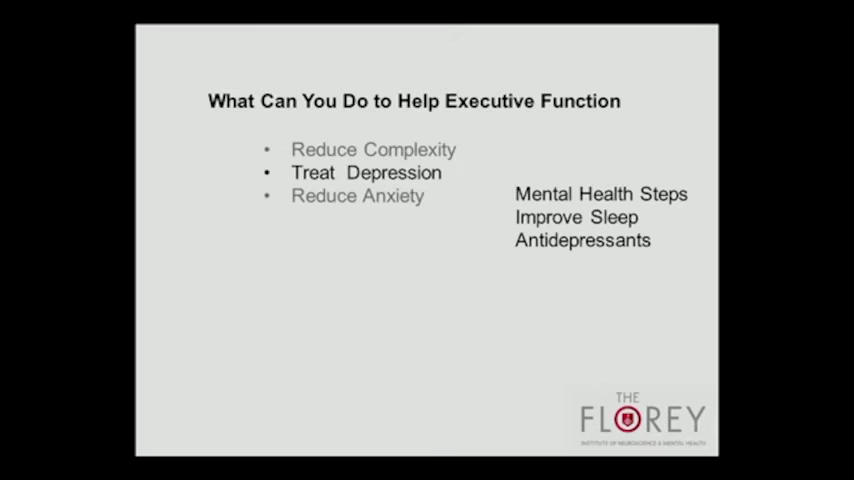 What Can You Do to Help Executive Function
• Reduce Complexity
• Treat Depression
• Reduce Anxiety
Mental Health Steps
Improve Sleep
Antidepressants
THE
FLOREY
INSTITUTE OF NEUROSCIENCE & MENTAL HEALTH